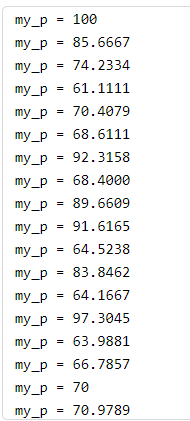 my_p = 100
my_p = 85.6667
my_p = 74.2334
my_p = 61.1111
my_p = 70.4079
my_p = 68.6111
my_p = 92.3158
my_p = 68.4000
my_p = 89.6609
my_p = 91.6165
my_p = 64.5238
my_p = 83.8462
my_p = 64.1667
my_p = 97.3045
my_p = 63.9881
my_p = 66.7857
my_p = 70
my_p = 70.9789